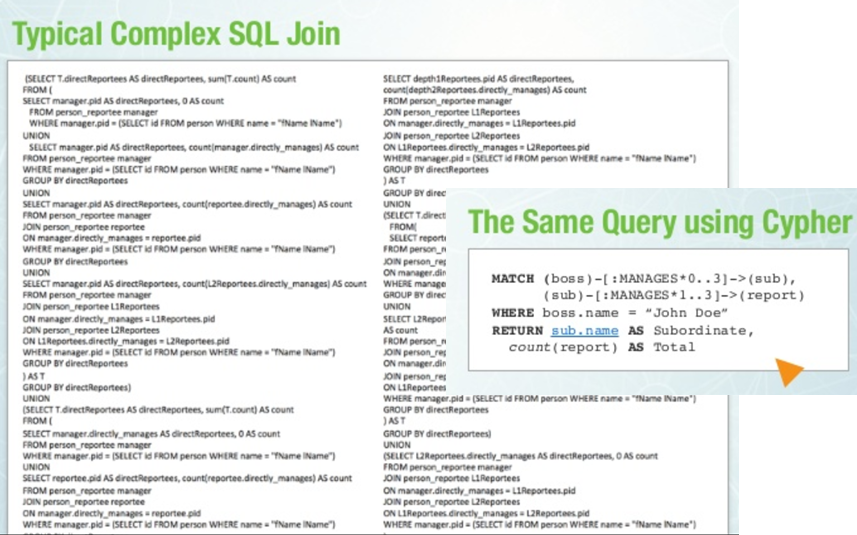 Typical Complex SQL Join
(SELECT T.directReportees AS directReportees, sum(T.count) AS count
FROM (
SELECT manager.pid AS directReportees, 0 AS count
FROM person_reportee manager
WHERE manager.pid = (SELECT id FROM person WHERE name = "fName lName")
UNION
SELECT manager.pid AS directReportees, count(manager.directly_manages) AS count
FROM person_reportee manager
WHERE manager.pid = (SELECT id FROM person WHERE name = "fName lName")
GROUP BY directReportees
UNION
SELECT manager.pid AS directReportees, count(reportee.directly_manages) AS count
FROM person_reportee manager
JOIN person_reportee reportee
ON manager.directly_manages = reportee.pid
WHERE manager.pid = (SELECT id FROM person WHERE name = "fName lName")
GROUP BY directReportees
UNION
SELECT manager.pid AS directReportees, count(L2Reportees.directly_manages) AS count
FROM person_reportee manager
JOIN person_reportee L1Reportees
ON manager.directly_manages = L1Reportees.pid
JOIN person_reportee L2Reportees
ON L1Reportees.directly_manages = L2Reportees.pid
WHERE manager.pid = (SELECT id FROM person WHERE name = "fName lName")
GROUP BY directReportees
) AS T
GROUP BY directReportees)
UNION
(SELECT T.directReportees AS directReportees, sum(T.count) AS count
FROM (
SELECT manager.directly_manages AS directReportees, 0 AS count
FROM person_reportee manager
WHERE manager.pid = (SELECT id FROM person WHERE name = "fName lName")
UNION
SELECT reportee.pid AS directReportees, count(reportee.directly_manages) AS count
FROM person_reportee manager
JOIN person_reportee reportee
ON manager.directly_manages = reportee.pid
WHERE manager.pid = (SELECT id FROM person WHERE name = "fName lName")
SELECT depth1Reportees.pid AS directReportees,
count(depth2Reportees.directly_manages) AS count
FROM person_reportee manager
JOIN person_reportee L1Reportees
ON manager.directly_manages = L1Reportees.pid
JOIN person_reportee L2Reportees
ON L1Reportees.directly_manages = L2Reportees.pid
WHERE manager.pid = (SELECT id FROM person WHERE name = "fName lName")
GROUP BY directReportees
) AS T
GROUP BY direc
UNION
(SELECT T.direct
FROM(
SELECT report
FROM person_r
JOIN person_rep
ON manager.dir
WHERE manage
GROUP BY direc
UNION
SELECT L2Repor
AS count
FROM person_r
JOIN person_rep
ON manager.dir
JOIN person_rep
ON L1Reportees
WHERE manager.pid = (SELECT id FROM person WHERE name = "fName lName")
GROUP BY directReportees
) AS T
GROUP BY directReportees)
UNION
(SELECT L2Reportees.directly_manages AS directReportees, 0 AS count
FROM person_reportee manager
JOIN person_reportee L1Reportees
ON manager.directly_manages = L1Reportees.pid
JOIN person_reportee L2Reportees
ON L1Reportees.directly_manages = L2Reportees.pid
WHERE manager.pid = (SELECT id FROM person WHERE name = "fName lName")
The Same Query using Cypher
MATCH (boss)-[:MANAGES*0..3]->(sub),
(sub)-[:MANAGES*1..3]->(report)
WHERE boss.name = “John Doe”
RETURN sub.name AS Subordinate,
count(report) AS Total